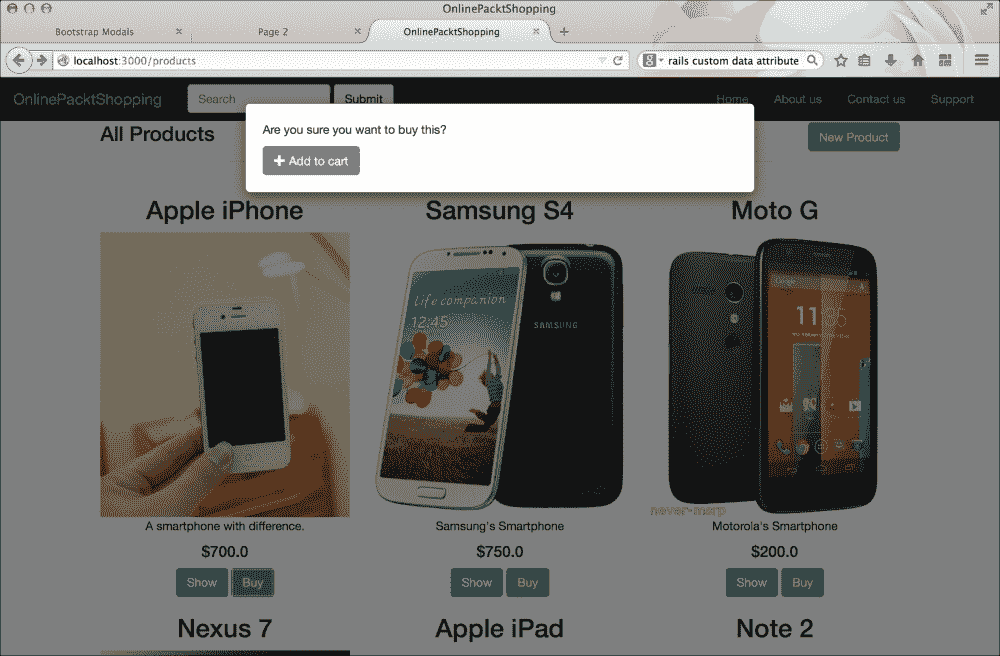 OnlinePacktShopping
Bootstrap Modals
Page 2
OnlinePacktShopping
localhost:3000/products
rails custom data attribute
OnlinePacktShopping
Search
Submit
Home
About us
Contact us
Support
Are you sure you want to buy this?
Add to cart
All Products
New Product
Apple iPhone
Samsung S4
Moto G
life companion
12:45
SAMSUNG
11:35
never-msrp
A smartphone with difference.
Samsung's Smartphone
Motorola's Smartphone
$700.0
$750.0
$200.0
Show
Buy
Show
Buy
Show
Buy
Nexus 7
Apple iPad
Note 2